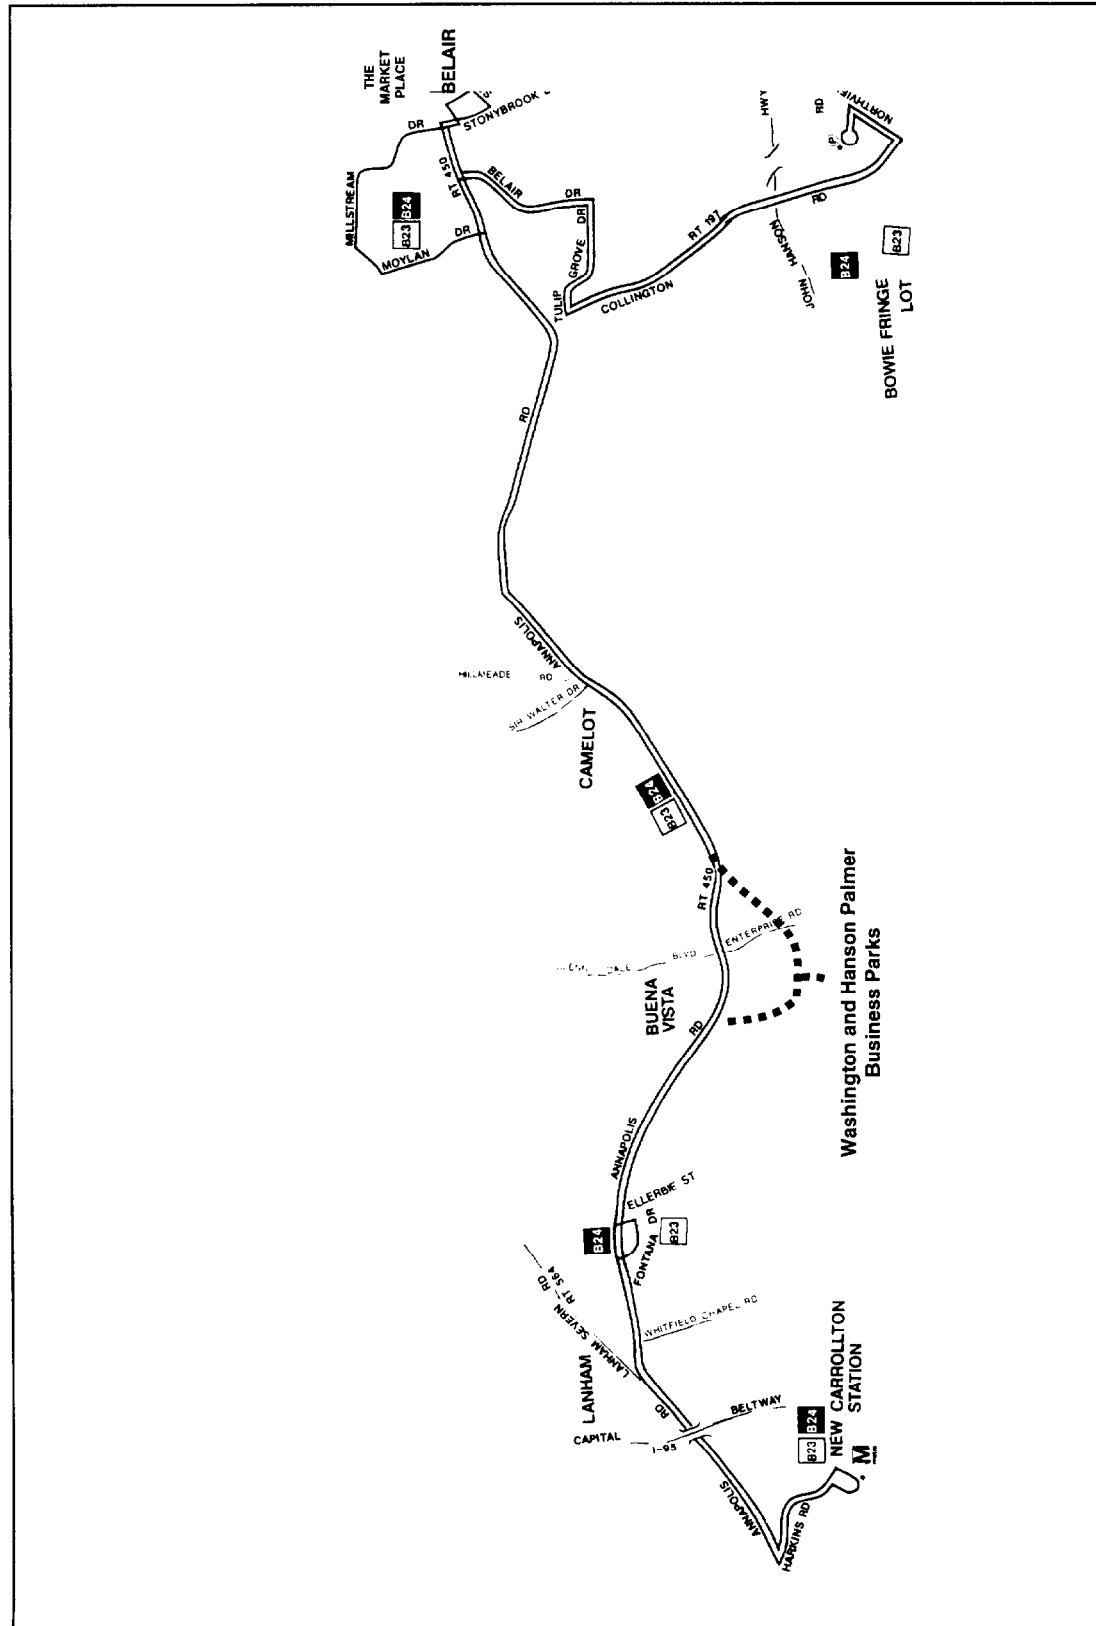 THE
MARKET
PLACE
BELAIR
DR
STONYBROOK
MILLSTREAM
RT 450
B23 B24
MOYLAN
DR
BELAIR
DR
TULIP
GROVE
DR
COLLINGTON
RT 197
RD
JOHN HANSON
HWY
RD
P
B24
B23
BOWIE FRINGE
LOT
RD
ANNAPOLIS
HILLMEADE RD
SIR WALTER DR
CAMELOT
B23 B24
RT 450
BLVD
ENTERPRISE RD
BUENA
VISTA
RD
Washington and Hanson Palmer
Business Parks
ANNAPOLIS
ELLERBIE ST
B24
FONTANA DR
B23
LANHAM SEVERN RD
RT 564
WHITFIELD CHAPEL RD
LANHAM
RD
CAPITAL
I-95
BELTWAY
B23 B24
NEW CARROLLTON
STATION
M
metro
ANNAPOLIS
HARKINS RD